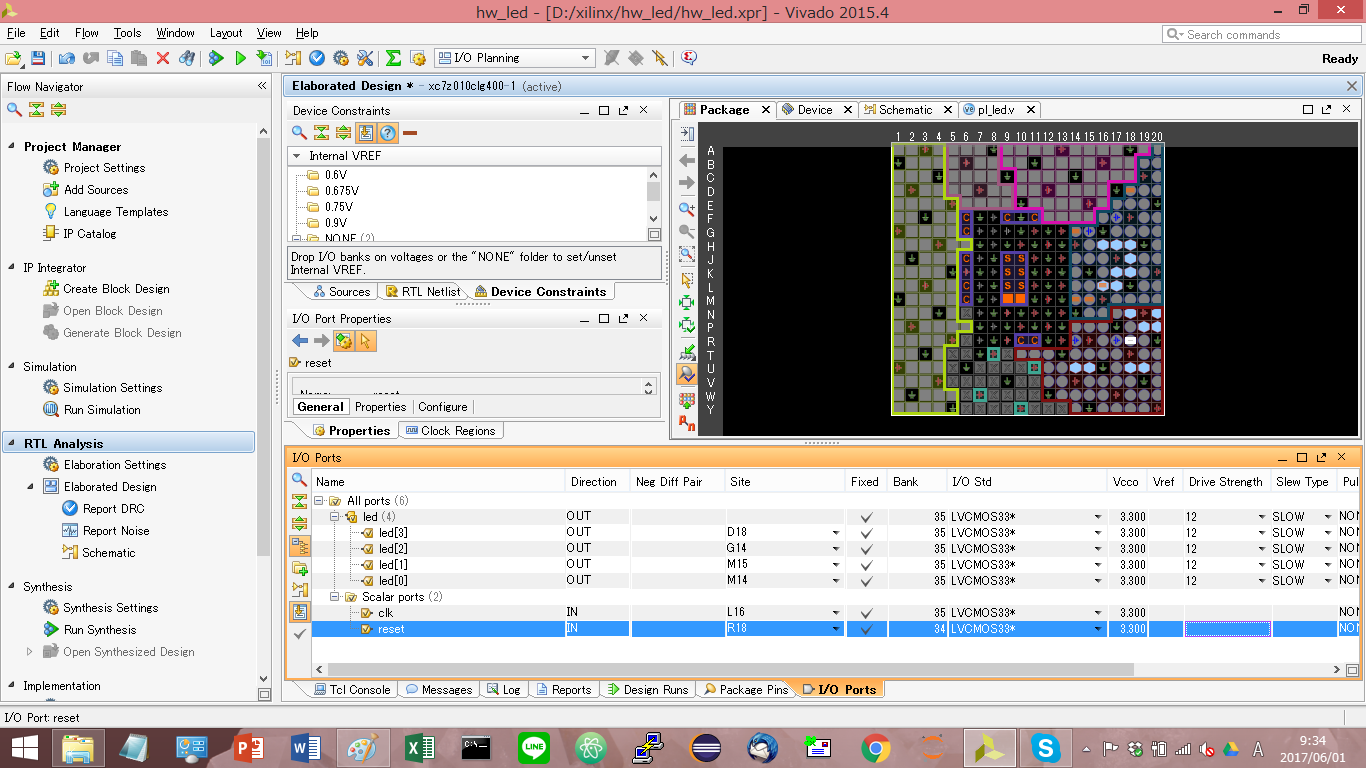 hw_led - [D:/xilinx/hw_led/hw_led.xpr] - Vivado 2015.4
File Edit Flow Tools Window Layout View Help
Search commands
I/O Planning
Ready
Flow Navigator
Elaborated Design * - xc7z010clg400-1 (active)
Project Manager
Project Settings
Add Sources
Language Templates
IP Catalog
IP Integrator
Create Block Design
Open Block Design
Generate Block Design
Simulation
Simulation Settings
Run Simulation
RTL Analysis
Elaboration Settings
Elaborated Design
Report DRC
Report Noise
Schematic
Synthesis
Synthesis Settings
Run Synthesis
Open Synthesized Design
Implementation
Device Constraints
Internal VREF
0.6V
0.675V
0.75V
0.9V
NONE (2)
Drop I/O banks on voltages or the "NONE" folder to set/unset
Internal VREF.
Sources RTL Netlist Device Constraints
I/O Port Properties
reset
Name: reset
General Properties Configure
Properties Clock Regions
Package Device Schematic pl_led.v
1 2 3 4 5 6 7 8 9 10 11 12 13 14 15 16 17 18 19 20
A
B
C
D
E
F
G
H
J
K
L
M
N
P
R
T
U
V
W
Y
I/O Ports
Name Direction Neg Diff Pair Site Fixed Bank I/O Std Vcco Vref Drive Strength Slew Type Pul
All ports (6)
led (4) OUT 35 LVCMOS33* 3.300 12 SLOW NON
led[3] OUT D18 35 LVCMOS33* 3.300 12 SLOW NON
led[2] OUT G14 35 LVCMOS33* 3.300 12 SLOW NON
led[1] OUT M15 35 LVCMOS33* 3.300 12 SLOW NON
led[0] OUT M14 35 LVCMOS33* 3.300 12 SLOW NON
Scalar ports (2)
clk IN L16 35 LVCMOS33* 3.300 NON
reset IN R18 34 LVCMOS33* 3.300 NON
Tcl Console Messages Log Reports Design Runs Package Pins I/O Ports
I/O Port: reset
9:34
2017/06/01